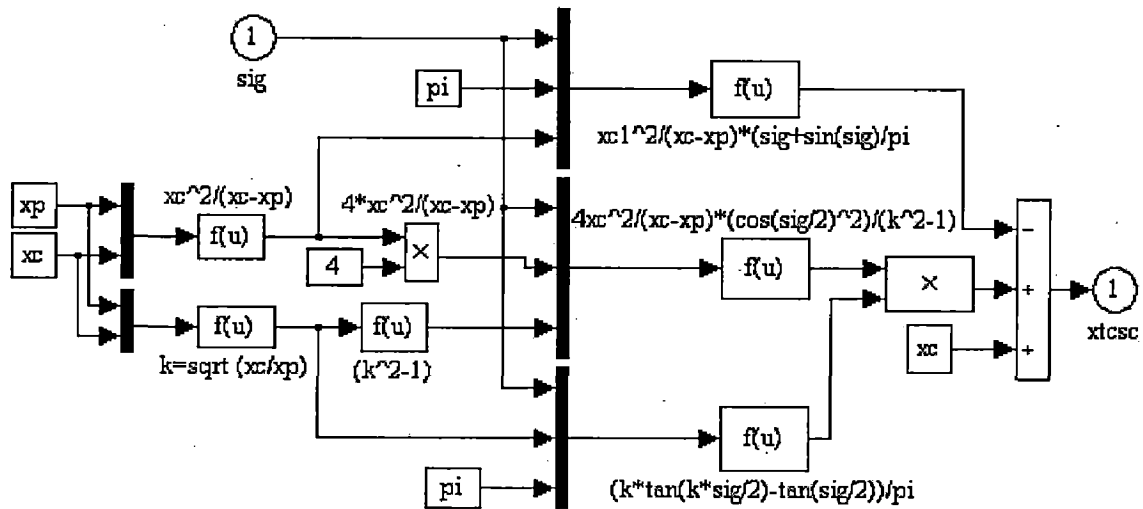 1
sig
pi
f(u)
xc1^2/(xc-xp)*(sig+sin(sig)/pi
xp
xc
xc^2/(xc-xp)
f(u)
4*xc^2/(xc-xp)
4
×
4xc^2/(xc-xp)*(cos(sig/2)^2)/(k^2-1)
f(u)
×
−
+
+
1
xtcsc
xc
f(u)
k=sqrt (xc/xp)
f(u)
(k^2-1)
f(u)
pi
(k*tan(k*sig/2)-tan(sig/2))/pi